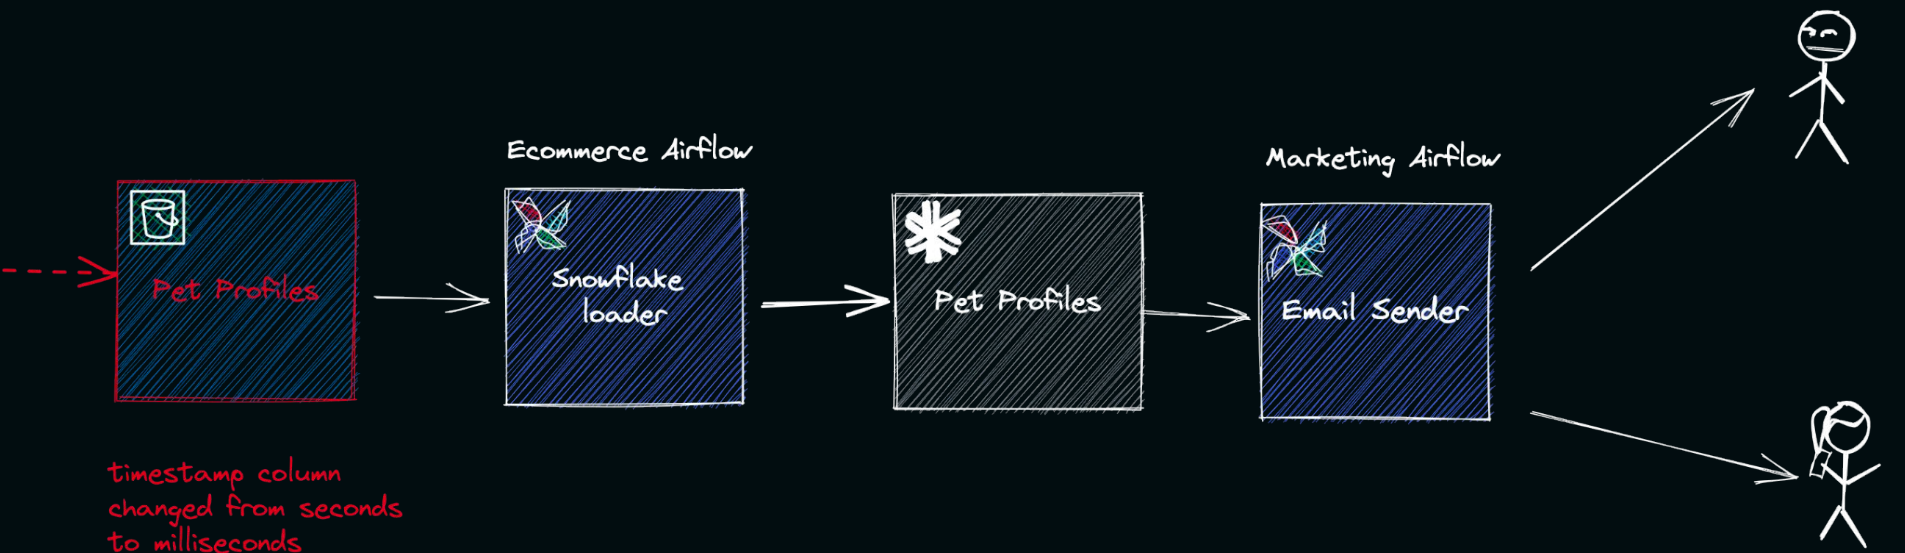 Ecommerce Airflow
Marketing Airflow
Pet Profiles
Snowflake
loader
Pet Profiles
Email Sender
timestamp column
changed from seconds
to milliseconds